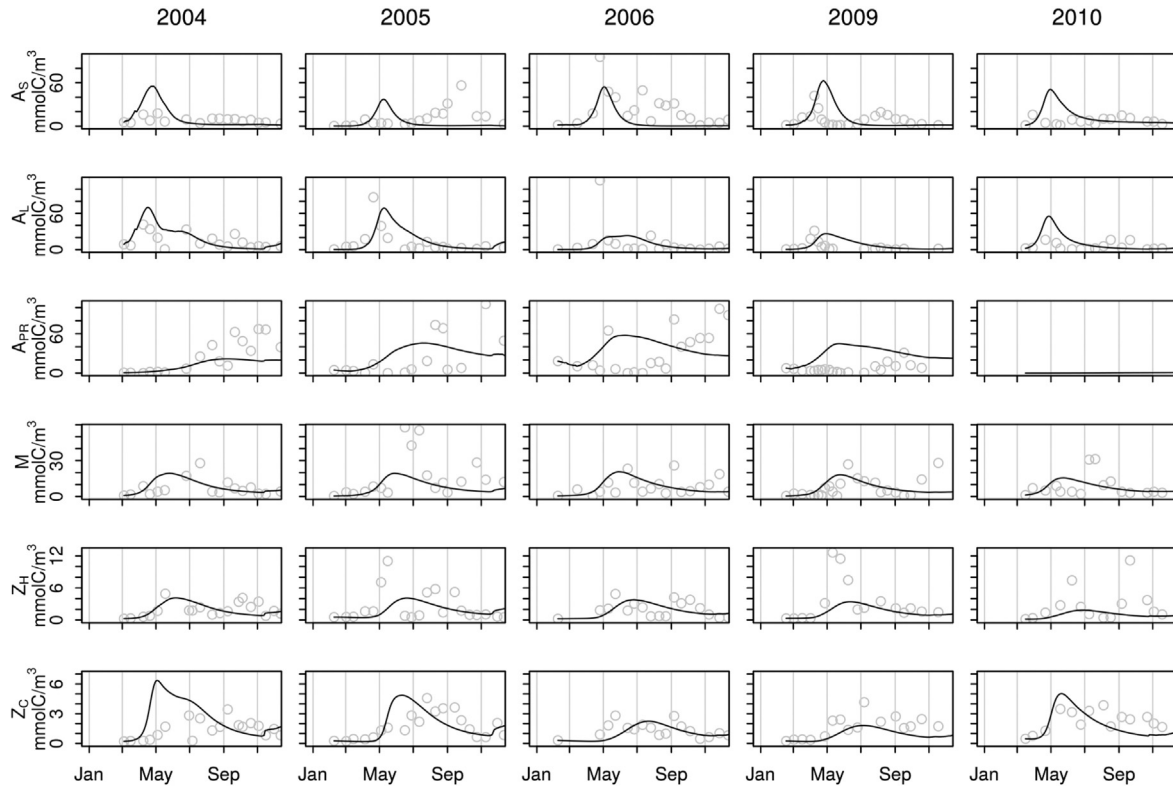 2004 2005 2006 2009 2010
A_S
mmolC/m³
0 60
A_L
mmolC/m³
0 60
A_PR
mmolC/m³
0 60
M
mmolC/m³
0 30
Z_H
mmolC/m³
0 6 12
Z_C
mmolC/m³
0 3 6
Jan May Sep Jan May Sep Jan May Sep Jan May Sep Jan May Sep